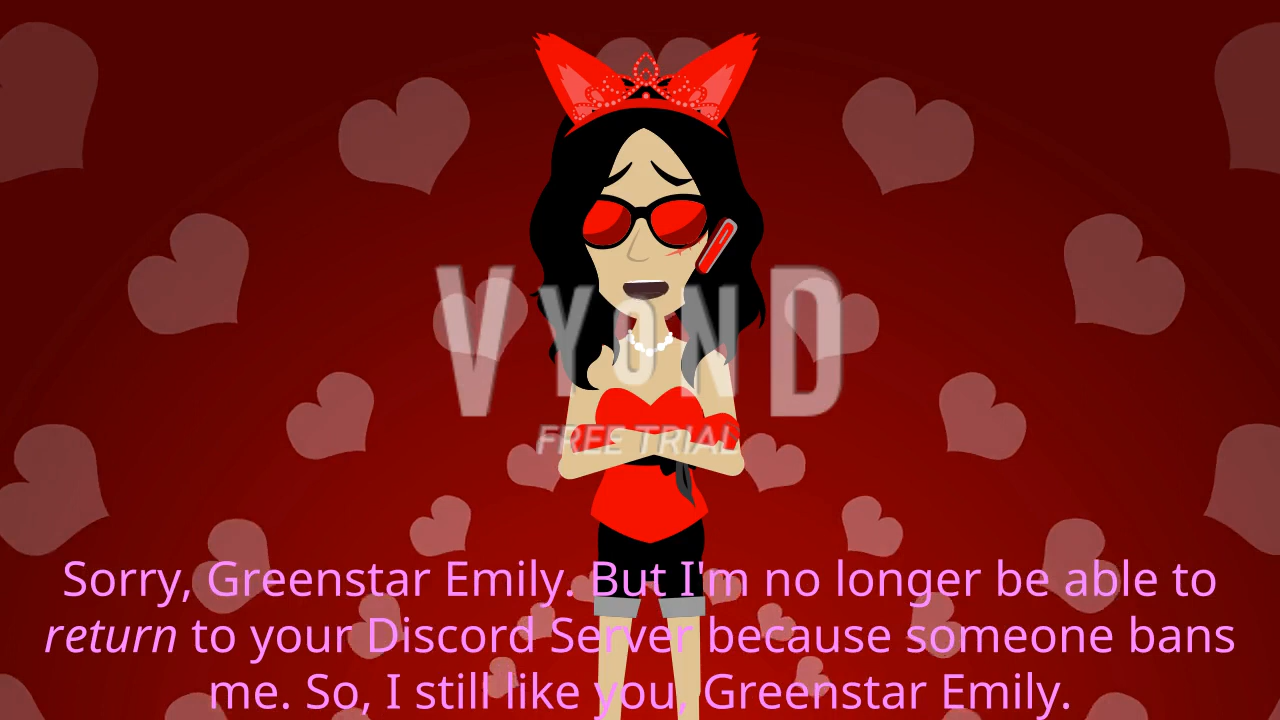 VYOND
FREE TRIAL
Sorry, Greenstar Emily. But I'm no longer be able to
return to your Discord Server because someone bans
me. So, I still like you, Greenstar Emily.